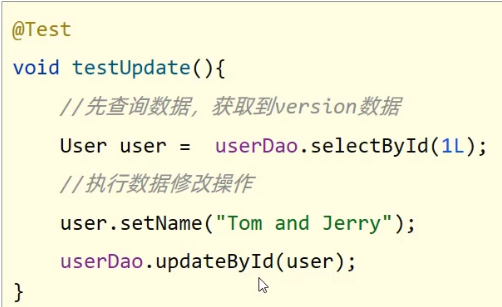 @Test
void testUpdate(){
//先查询数据，获取到version数据
User user = userDao.selectById(1L);
//执行数据修改操作
user.setName("Tom and Jerry");
userDao.updateById(user);
}